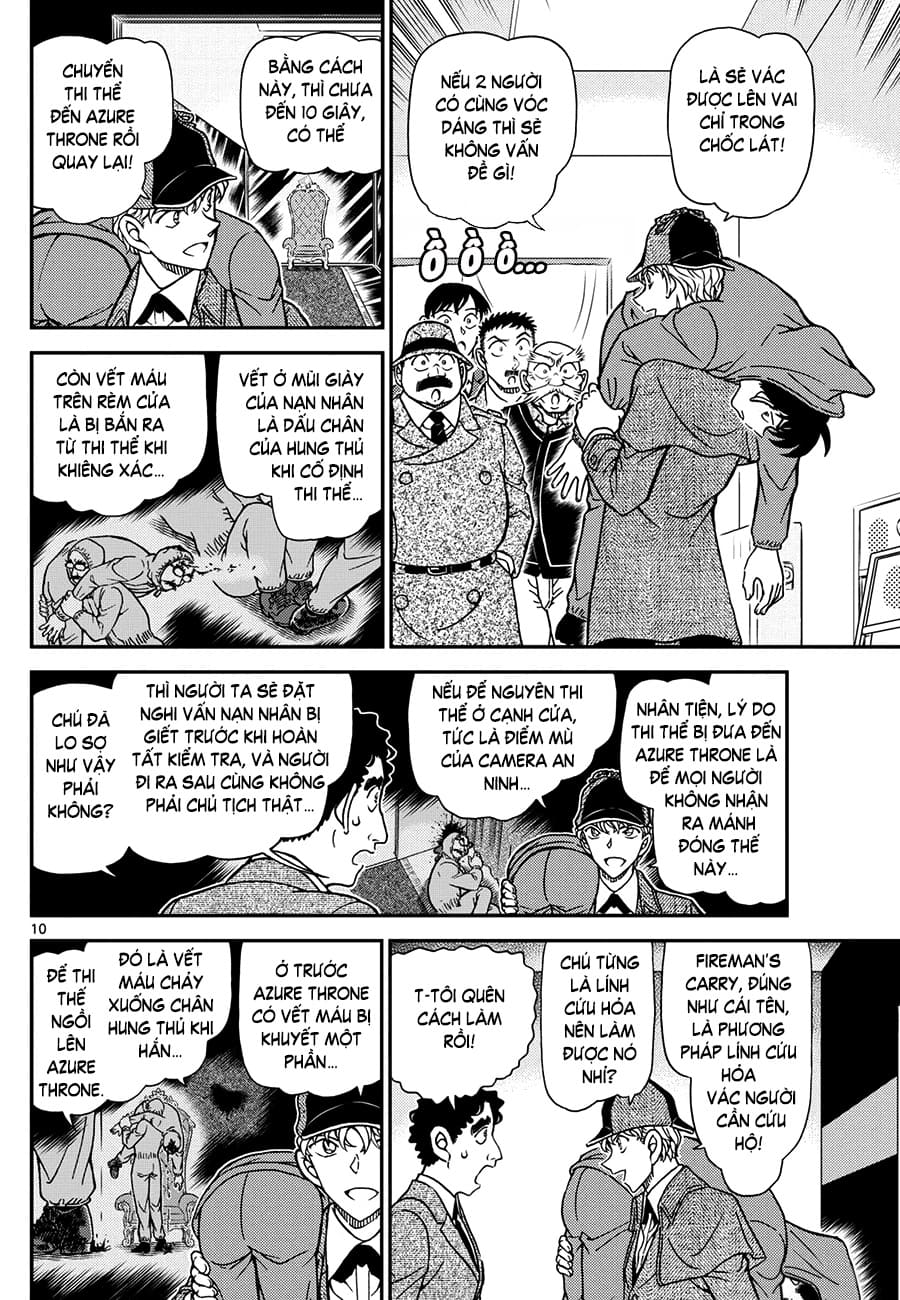 LÀ SẼ VÁC
ĐƯỢC LÊN VAI
CHỈ TRONG
CHỐC LÁT!
NẾU 2 NGƯỜI
CÓ CÙNG VÓC
DÁNG THÌ SẼ
KHÔNG VẤN
ĐỀ GÌ!
Ồ Ồ Ồ...
BẰNG CÁCH
NÀY, THÌ CHƯA
ĐẾN 10 GIÂY,
CÓ THỂ
CHUYỂN
THI THỂ
ĐẾN AZURE
THRONE RỒI
QUAY LẠI!
VẾT Ở MŨI GIÀY
CỦA NẠN NHÂN
LÀ DẤU CHÂN
CỦA HUNG THỦ
KHI CỐ ĐỊNH
THI THỂ...
CÒN VẾT MÁU
TRÊN RÈM CỬA
LÀ BỊ BẮN RA
TỪ THI THỂ KHI
KHIÊNG XÁC...
NHÂN TIỆN, LÝ DO
THI THỂ BỊ ĐƯA ĐẾN
AZURE THRONE LÀ
ĐỂ MỌI NGƯỜI
KHÔNG NHẬN
RA MÁNH
ĐÓNG THẾ
NÀY...
NẾU ĐỂ NGUYÊN THI
THỂ Ở CẠNH CỬA,
TỨC LÀ ĐIỂM MÙ
CỦA CAMERA AN
NINH...
THÌ NGƯỜI TA SẼ ĐẶT
NGHI VẤN NẠN NHÂN BỊ
GIẾT TRƯỚC KHI HOÀN
TẤT KIỂM TRA, VÀ NGƯỜI
ĐI RA SAU CÙNG KHÔNG
PHẢI CHỦ TỊCH THẬT...
CHÚ ĐÃ
LO SỢ
NHƯ VẬY
PHẢI
KHÔNG?
10
FIREMAN'S
CARRY, ĐÚNG
NHƯ CÁI TÊN,
LÀ PHƯƠNG
PHÁP LÍNH CỨU
HỎA
VÁC NGƯỜI
CẦN CỨU
HỘ!
CHÚ TỪNG
LÀ LÍNH
CỨU HỎA
NÊN LÀM
ĐƯỢC NÓ
NHỈ?
T-TÔI QUÊN
CÁCH LÀM
RỒI!
Ở TRƯỚC
AZURE THRONE
CÓ VẾT MÁU BỊ
KHUYẾT MỘT
PHẦN...
ĐÓ LÀ VẾT
MÁU CHẢY
XUỐNG CHÂN
HUNG THỦ KHI
HẮN...
ĐỂ THI
THỂ
NGỒI
LÊN
AZURE
THRONE.